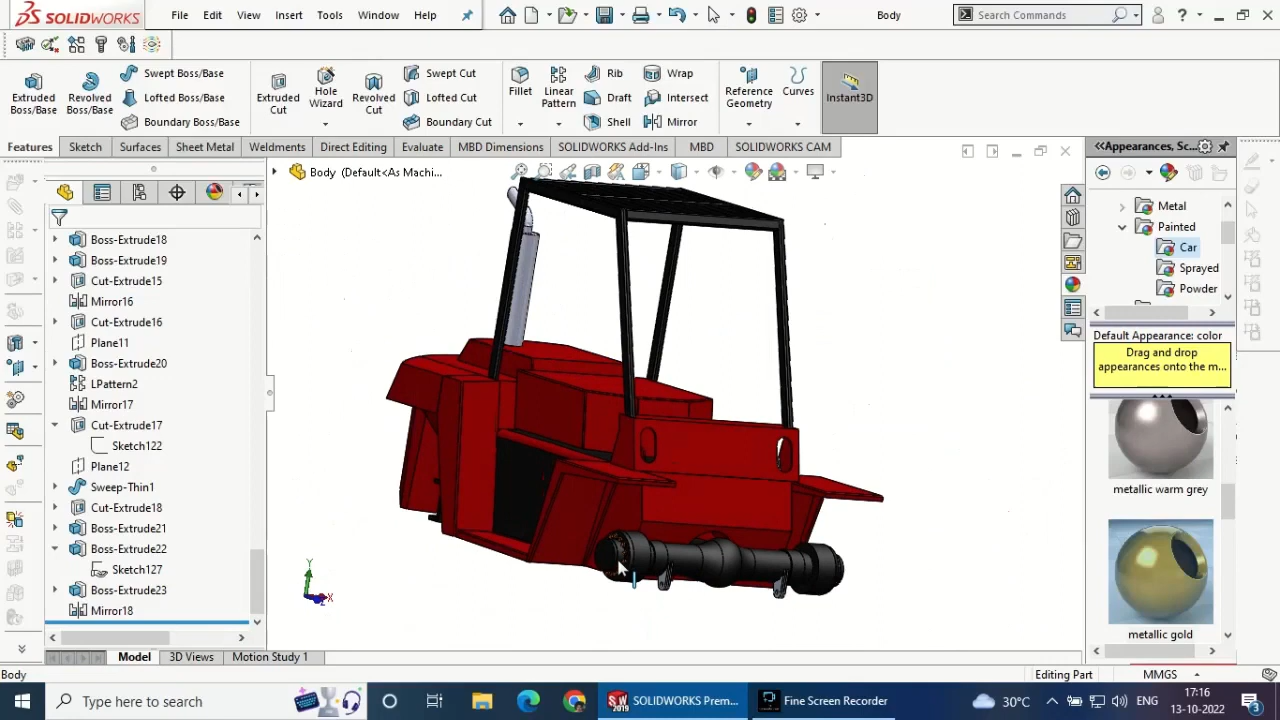 SOLIDWORKS File Edit View Insert Tools Window Help Body Search Commands
Extruded Boss/Base
Revolved Boss/Base
Swept Boss/Base
Lofted Boss/Base
Boundary Boss/Base
Extruded Cut
Hole Wizard
Revolved Cut
Swept Cut
Lofted Cut
Boundary Cut
Fillet
Linear Pattern
Rib
Draft
Shell
Wrap
Intersect
Mirror
Reference Geometry
Curves
Instant3D
Features Sketch Surfaces Sheet Metal Weldments Direct Editing Evaluate MBD Dimensions SOLIDWORKS Add-Ins MBD SOLIDWORKS CAM
<<Appearances, Sc...
Body (Default<As Machi...
Boss-Extrude18
Boss-Extrude19
Cut-Extrude15
Mirror16
Cut-Extrude16
Plane11
Boss-Extrude20
LPattern2
Mirror17
Cut-Extrude17
Sketch122
Plane12
Sweep-Thin1
Cut-Extrude18
Boss-Extrude21
Boss-Extrude22
Sketch127
Boss-Extrude23
Mirror18
Y
X
Z
Metal
Painted
Car
Sprayed
Powder
Default Appearance: color
Drag and drop
appearances onto the m...
metallic warm grey
metallic gold
Model 3D Views Motion Study 1
Body Editing Part MMGS
Type here to search
SW 2019
SOLIDWORKS Prem...
Fine Screen Recorder
30°C ENG
17:16
13-10-2022
3